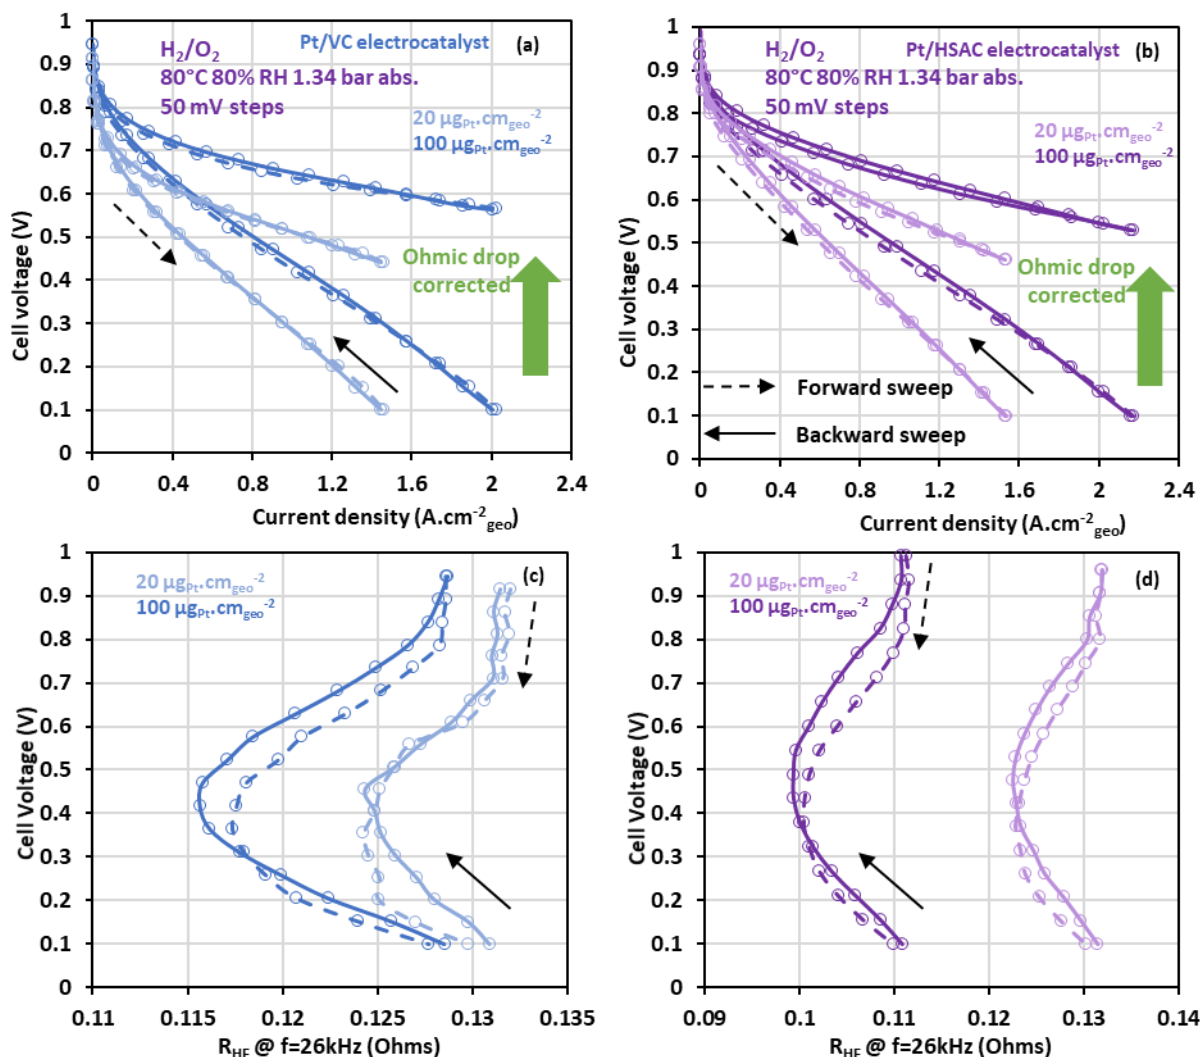 1
0.9
0.8
0.7
0.6
0.5
0.4
0.3
0.2
0.1
0
Cell voltage (V)
H2/O2
Pt/VC electrocatalyst
(a)
80°C 80% RH 1.34 bar abs.
50 mV steps
20 µgPt.cmgeo-2
100 µgPt.cmgeo-2
Ohmic drop
corrected
0 0.4 0.8 1.2 1.6 2 2.4
Current density (A.cm-2geo)
1
0.9
0.8
0.7
0.6
0.5
0.4
0.3
0.2
0.1
0
Cell voltage (V)
H2/O2
Pt/HSAC electrocatalyst
(b)
80°C 80% RH 1.34 bar abs.
50 mV steps
20 µgPt.cmgeo-2
100 µgPt.cmgeo-2
Ohmic drop
corrected
Forward sweep
Backward sweep
0 0.4 0.8 1.2 1.6 2 2.4
Current density (A.cm-2geo)
1
0.9
0.8
0.7
0.6
0.5
0.4
0.3
0.2
0.1
0
Cell Voltage (V)
20 µgPt.cmgeo-2
100 µgPt.cmgeo-2
(c)
0.11 0.115 0.12 0.125 0.13 0.135
RHF @ f=26kHz (Ohms)
1
0.9
0.8
0.7
0.6
0.5
0.4
0.3
0.2
0.1
0
Cell Voltage (V)
20 µgPt.cmgeo-2
100 µgPt.cmgeo-2
(d)
0.09 0.1 0.11 0.12 0.13 0.14
RHF @ f=26kHz (Ohms)